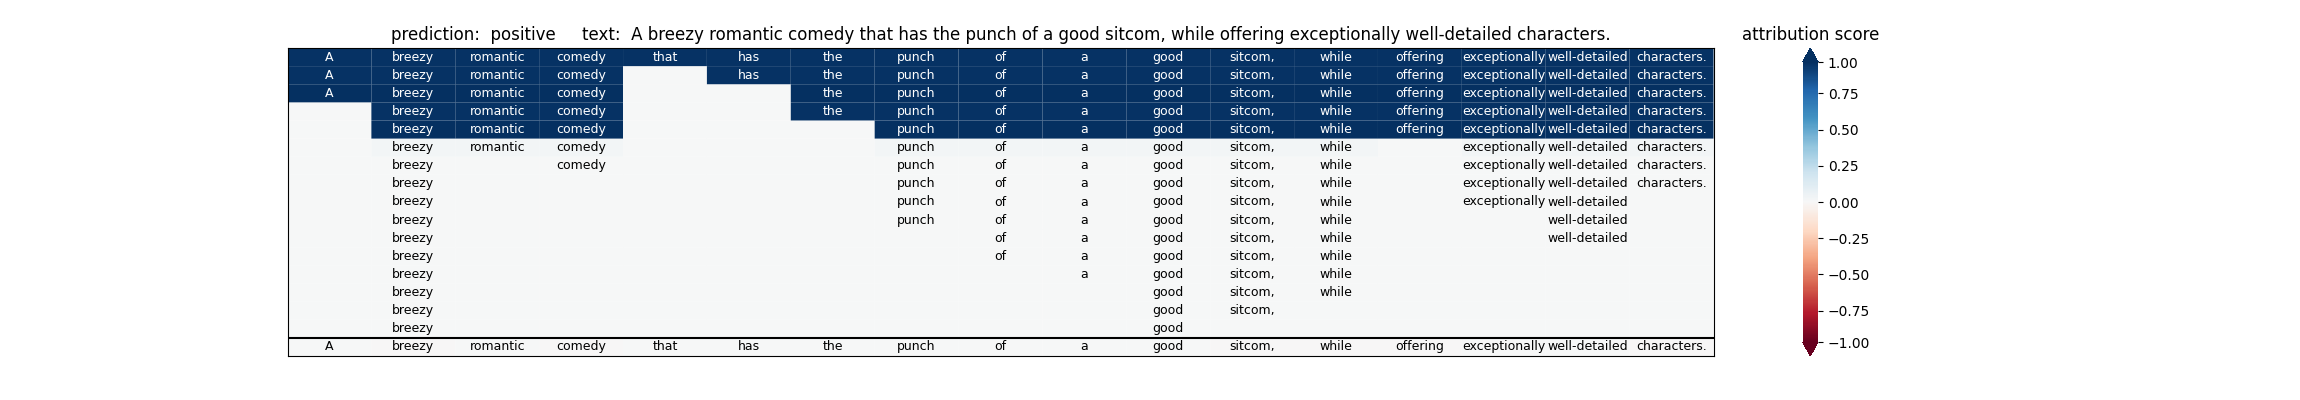 prediction: positive text: A breezy romantic comedy that has the punch of a good sitcom, while offering exceptionally well-detailed characters.
attribution score
A breezy romantic comedy that has the punch of a good sitcom, while offering exceptionally well-detailed characters.
A breezy romantic comedy has the punch of a good sitcom, while offering exceptionally well-detailed characters.
A breezy romantic comedy the punch of a good sitcom, while offering exceptionally well-detailed characters.
breezy romantic comedy the punch of a good sitcom, while offering exceptionally well-detailed characters.
breezy romantic comedy punch of a good sitcom, while offering exceptionally well-detailed characters.
breezy romantic comedy punch of a good sitcom, while exceptionally well-detailed characters.
breezy comedy punch of a good sitcom, while exceptionally well-detailed characters.
breezy punch of a good sitcom, while exceptionally well-detailed characters.
breezy punch of a good sitcom, while exceptionally well-detailed
breezy punch of a good sitcom, while well-detailed
breezy of a good sitcom, while well-detailed
breezy of a good sitcom, while
breezy a good sitcom, while
breezy good sitcom, while
breezy good sitcom,
breezy good
A breezy romantic comedy that has the punch of a good sitcom, while offering exceptionally well-detailed characters.
1.00
0.75
0.50
0.25
0.00
−0.25
−0.50
−0.75
−1.00